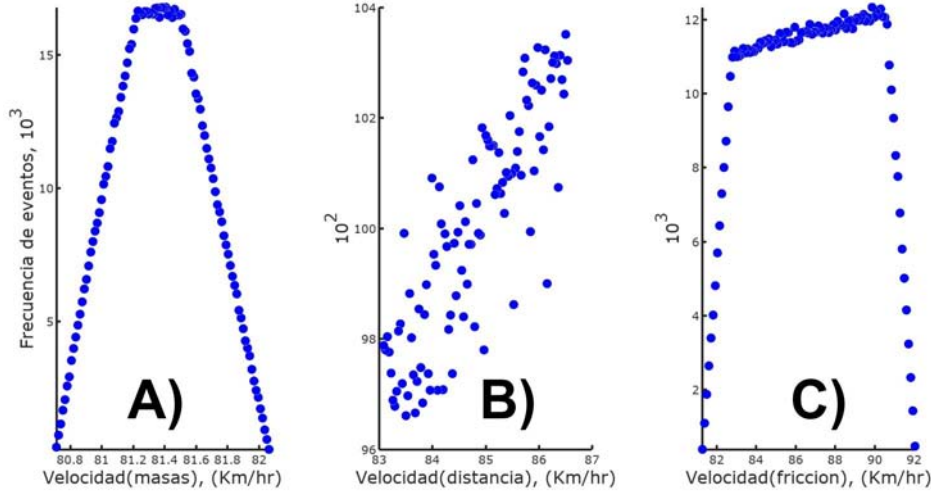 Frecuencia de eventos, 10³
15
10
5
A)
80.8 81 81.2 81.4 81.6 81.8 82
Velocidad(masas), (Km/hr)
10²
104
102
100
98
96
B)
83 84 85 86 87
Velocidad(distancia), (Km/hr)
10³
12
10
8
6
4
2
C)
82 84 86 88 90 92
Velocidad(friccion), (Km/hr)